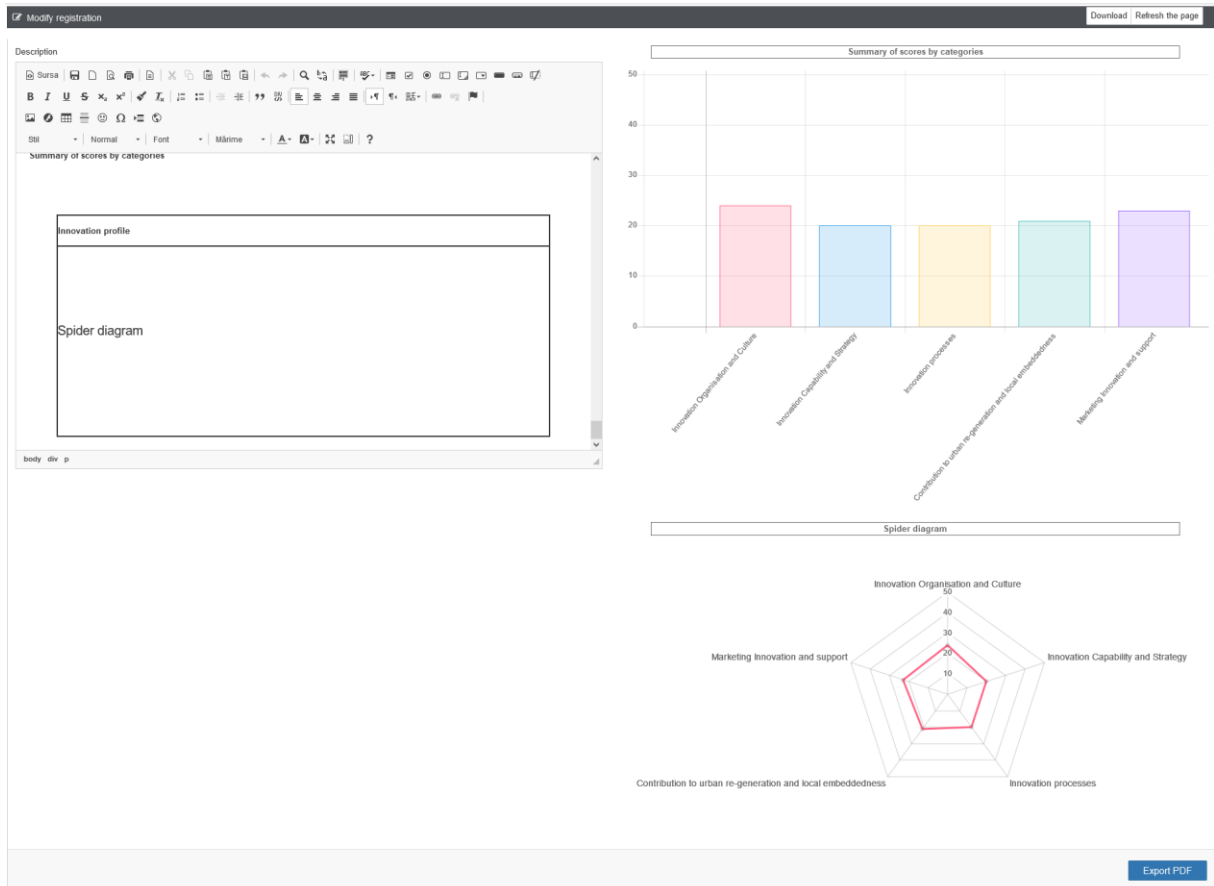 Modify registration
Download Refresh the page
Description
Sursa
Stil Normal Font Mărime
Summary of scores by categories
Innovation profile
Spider diagram
body div p
Summary of scores by categories
50
40
30
20
10
0
Innovation Organisation and Culture
Innovation Capability and Strategy
Innovation processes
Contribution to urban re-generation and local embeddedness
Marketing Innovation and support
Spider diagram
Innovation Organisation and Culture
50
40
30
20
10
Marketing Innovation and support
Innovation Capability and Strategy
Contribution to urban re-generation and local embeddedness
Innovation processes
Export PDF